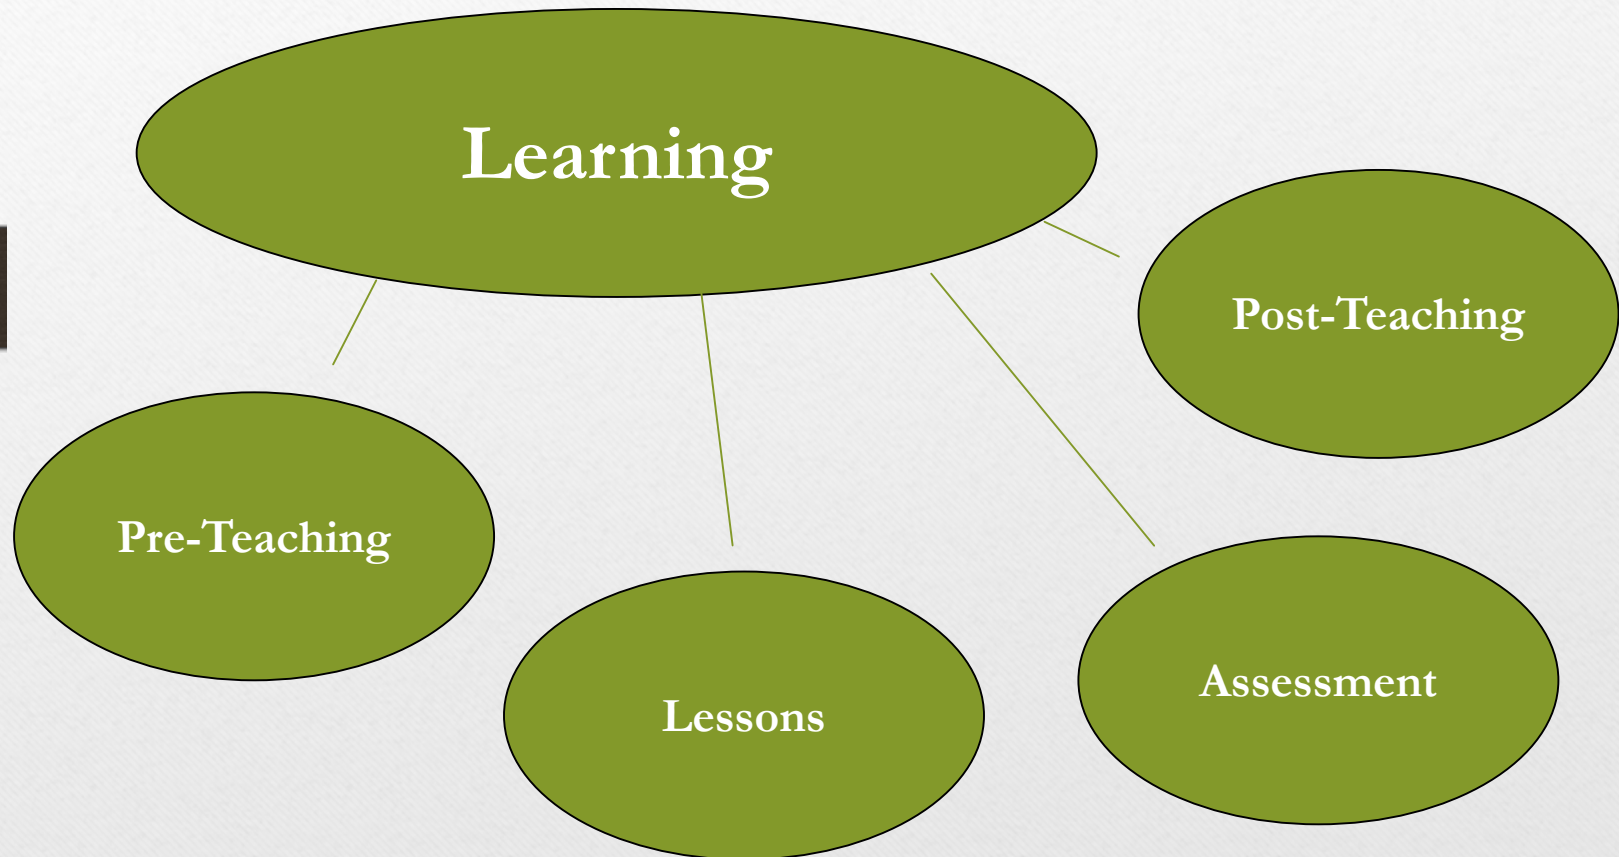 Learning
Post-Teaching
Pre-Teaching
Assessment
Lessons